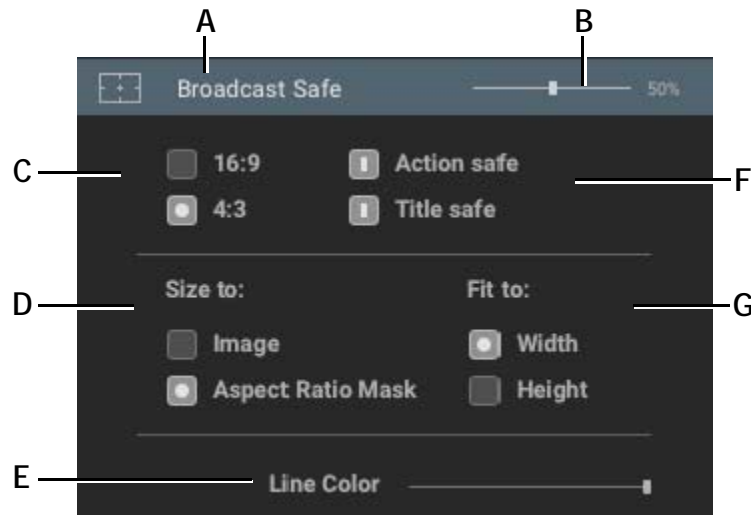 A
B
Broadcast Safe 50%
C
16:9 Action safe
F
4:3 Title safe
D
Size to: Fit to:
G
Image Width
Aspect Ratio Mask Height
E
Line Color